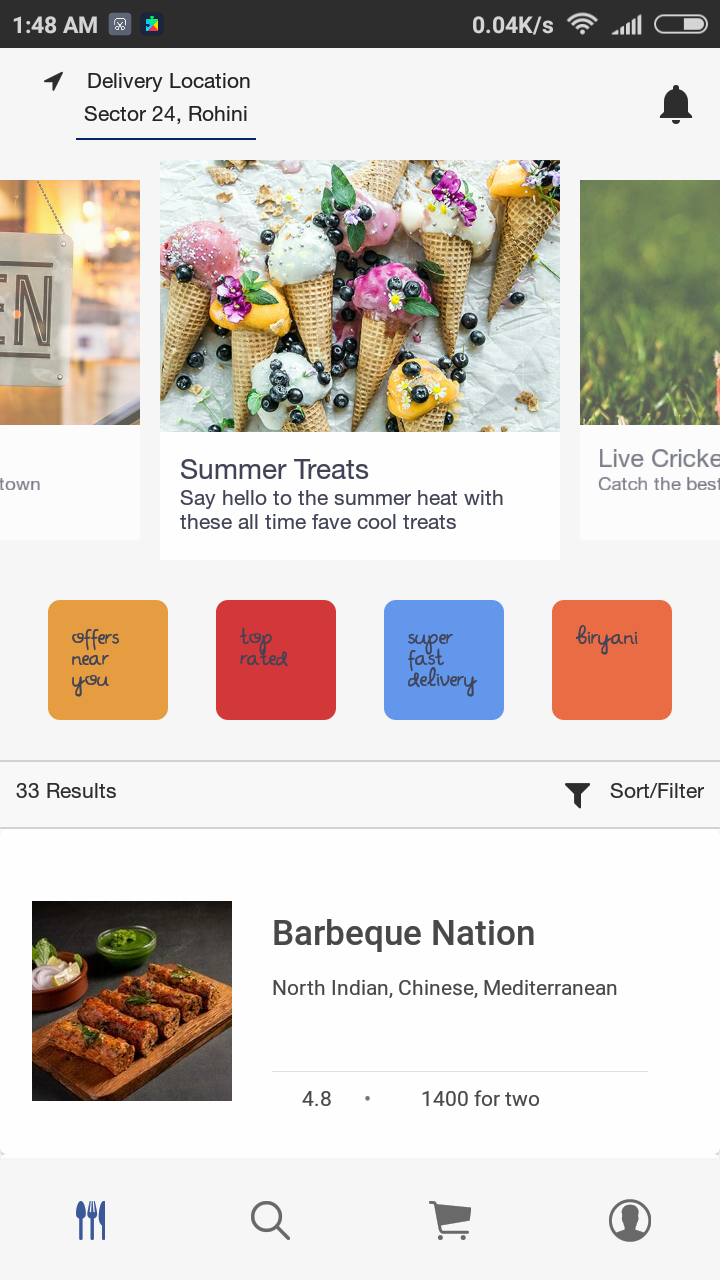 1:48 AM 0.04K/s
Delivery Location
Sector 24, Rohini
EN
town
Summer Treats
Say hello to the summer heat with
these all time fave cool treats
Live Cricke
Catch the best
offers
near
you
top
rated
super
fast
delivery
biryani
33 Results
Sort/Filter
Barbeque Nation
North Indian, Chinese, Mediterranean
4.8 • 1400 for two